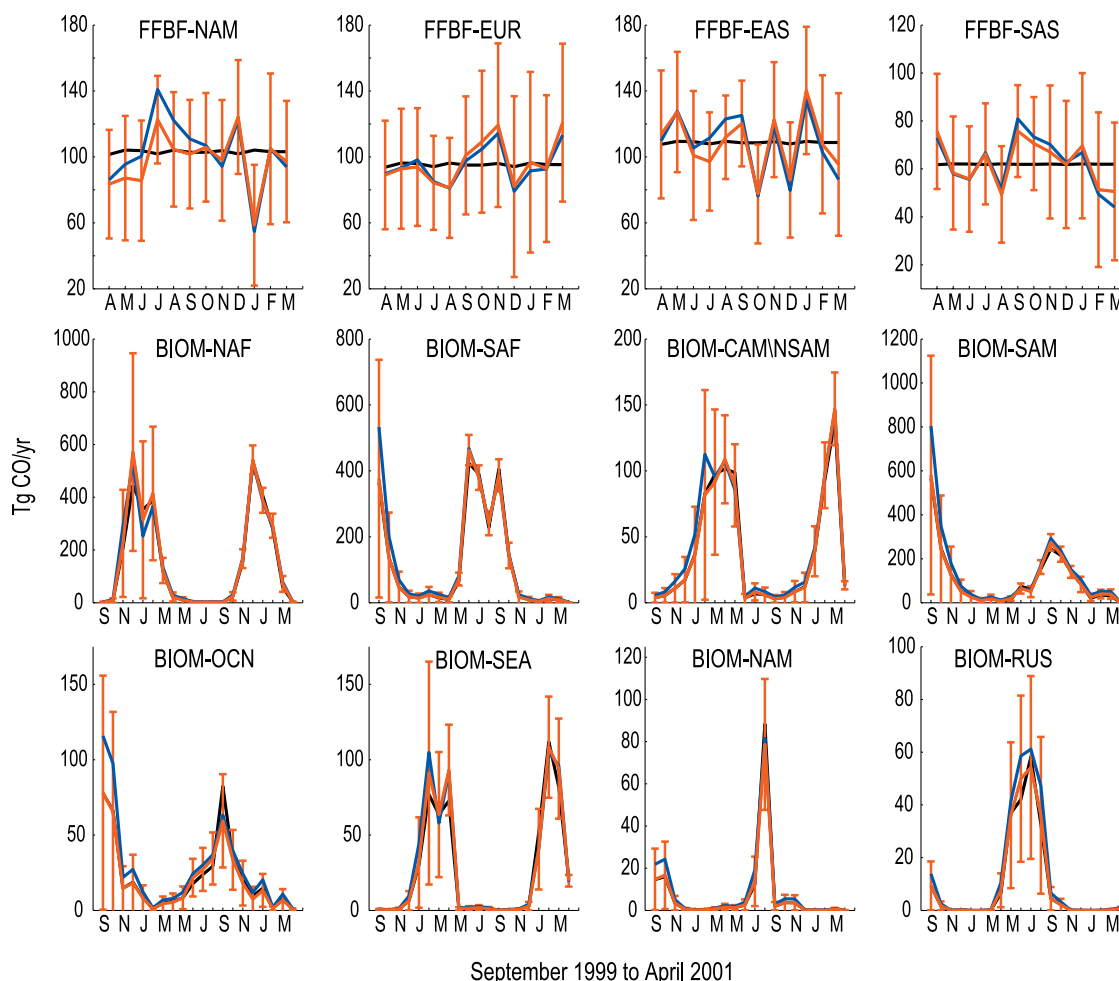 FFBF-NAM FFBF-EUR FFBF-EAS FFBF-SAS
180 180 180 120
140 140 140 100
100 100 100 80
60 60 60 60
20 20 20 40
20
A M J J A S O N D J F M A M J J A S O N D J F M A M J J A S O N D J F M A M J J A S O N D J F M
BIOM-NAF BIOM-SAF BIOM-CAM\NSAM BIOM-SAM
1000 800 200 1200
800 600 150 1000
600 400 100 800
400 200 50 600
200 0 0 400
0 200
0
S N J M M J S N J M S N J M M J S N J M S N J M M J S N J M S N J M M J S N J M
Tg CO/yr
BIOM-OCN BIOM-SEA BIOM-NAM BIOM-RUS
150 150 120 100
100 100 100 80
50 50 80 60
0 0 60 40
40 20
20 0
0
S N J M M J S N J M S N J M M J S N J M S N J M M J S N J M S N J M M J S N J M
September 1999 to April 2001